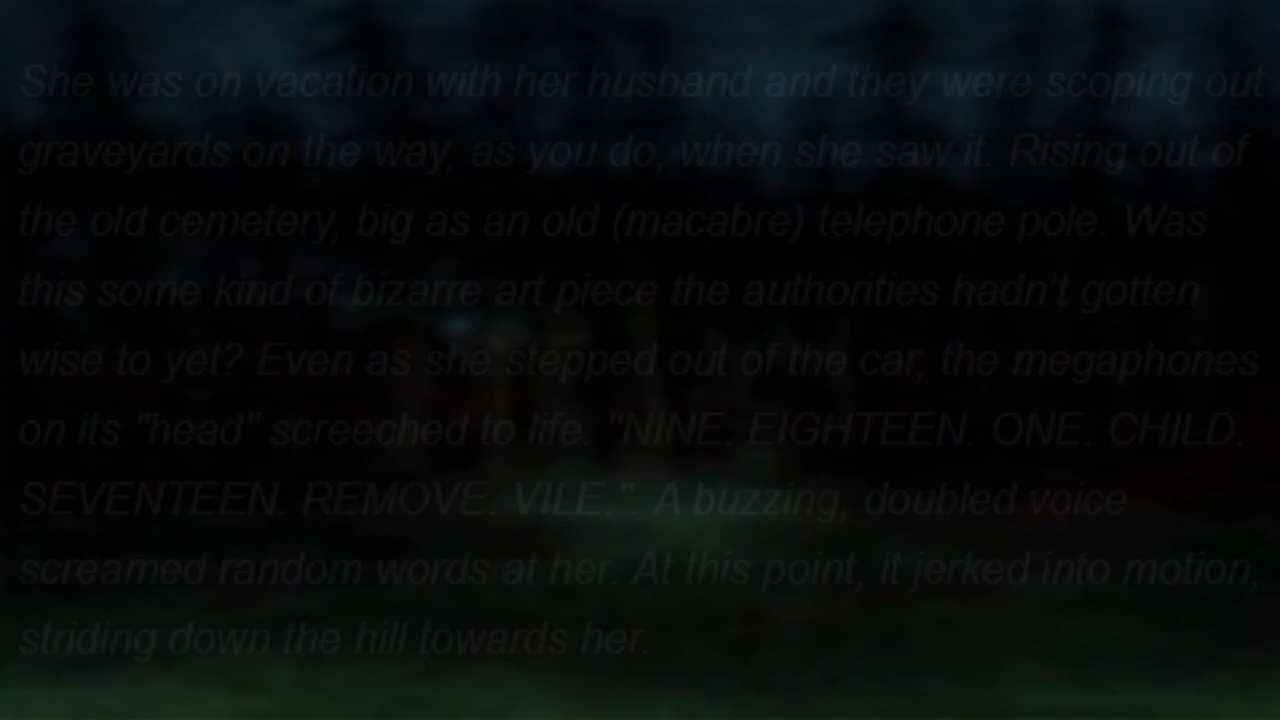 She was on vacation with her husband and they were scoping out
graveyards on the way, as you do, when she saw it. Rising out of
the old cemetery, big as an old (macabre) telephone pole. Was
this some kind of bizarre art piece the authorities hadn't gotten
wise to yet? Even as she stepped out of the car, the megaphones
on its "head" screeched to life. "NINE. EIGHTEEN. ONE. CHILD.
SEVENTEEN. REMOVE. VILE.". A buzzing, doubled voice
screamed random words at her. At this point, it jerked into motion,
striding down the hill towards her.